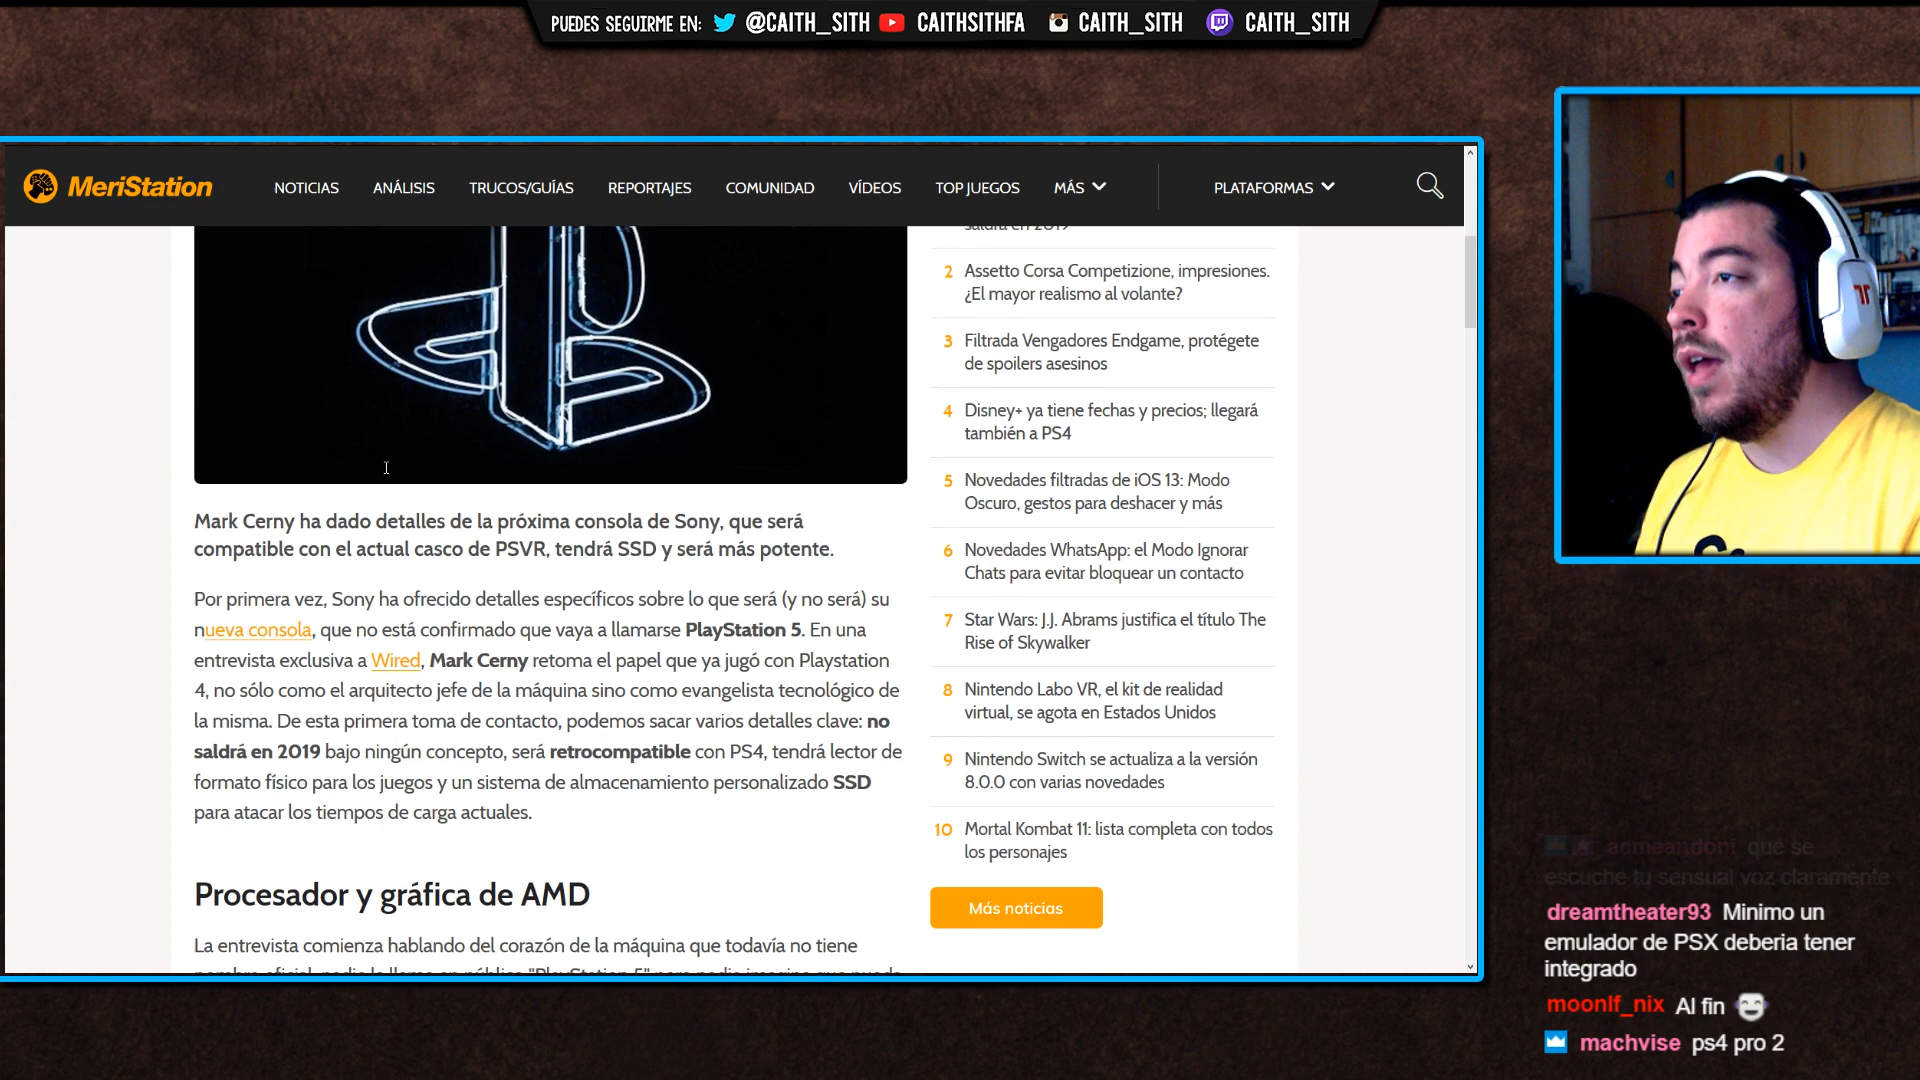 PUEDES SEGUIRME EN: @CAITH_SITH CAITHSITHFA CAITH_SITH CAITH_SITH
MeriStation NOTICIAS ANÁLISIS TRUCOS/GUÍAS REPORTAJES COMUNIDAD VÍDEOS TOP JUEGOS MÁS PLATAFORMAS
Mark Cerny ha dado detalles de la próxima consola de Sony, que será
compatible con el actual casco de PSVR, tendrá SSD y será más potente.
Por primera vez, Sony ha ofrecido detalles específicos sobre lo que será (y no será) su
nueva consola, que no está confirmado que vaya a llamarse PlayStation 5. En una
entrevista exclusiva a Wired, Mark Cerny retoma el papel que ya jugó con Playstation
4, no sólo como el arquitecto jefe de la máquina sino como evangelista tecnológico de
la misma. De esta primera toma de contacto, podemos sacar varios detalles clave: no
saldrá en 2019 bajo ningún concepto, será retrocompatible con PS4, tendrá lector de
formato físico para los juegos y un sistema de almacenamiento personalizado SSD
para atacar los tiempos de carga actuales.
Procesador y gráfica de AMD
La entrevista comienza hablando del corazón de la máquina que todavía no tiene
saldrá en 2019
2 Assetto Corsa Competizione, impresiones.
¿El mayor realismo al volante?
3 Filtrada Vengadores Endgame, protégete
de spoilers asesinos
4 Disney+ ya tiene fechas y precios; llegará
también a PS4
5 Novedades filtradas de iOS 13: Modo
Oscuro, gestos para deshacer y más
6 Novedades WhatsApp: el Modo Ignorar
Chats para evitar bloquear un contacto
7 Star Wars: J.J. Abrams justifica el título The
Rise of Skywalker
8 Nintendo Labo VR, el kit de realidad
virtual, se agota en Estados Unidos
9 Nintendo Switch se actualiza a la versión
8.0.0 con varias novedades
10 Mortal Kombat 11: lista completa con todos
los personajes
Más noticias
acmeandoni que se
escuche tu sensual voz claramente
dreamtheater93 Minimo un
emulador de PSX deberia tener
integrado
Al fin
machvise ps4 pro 2